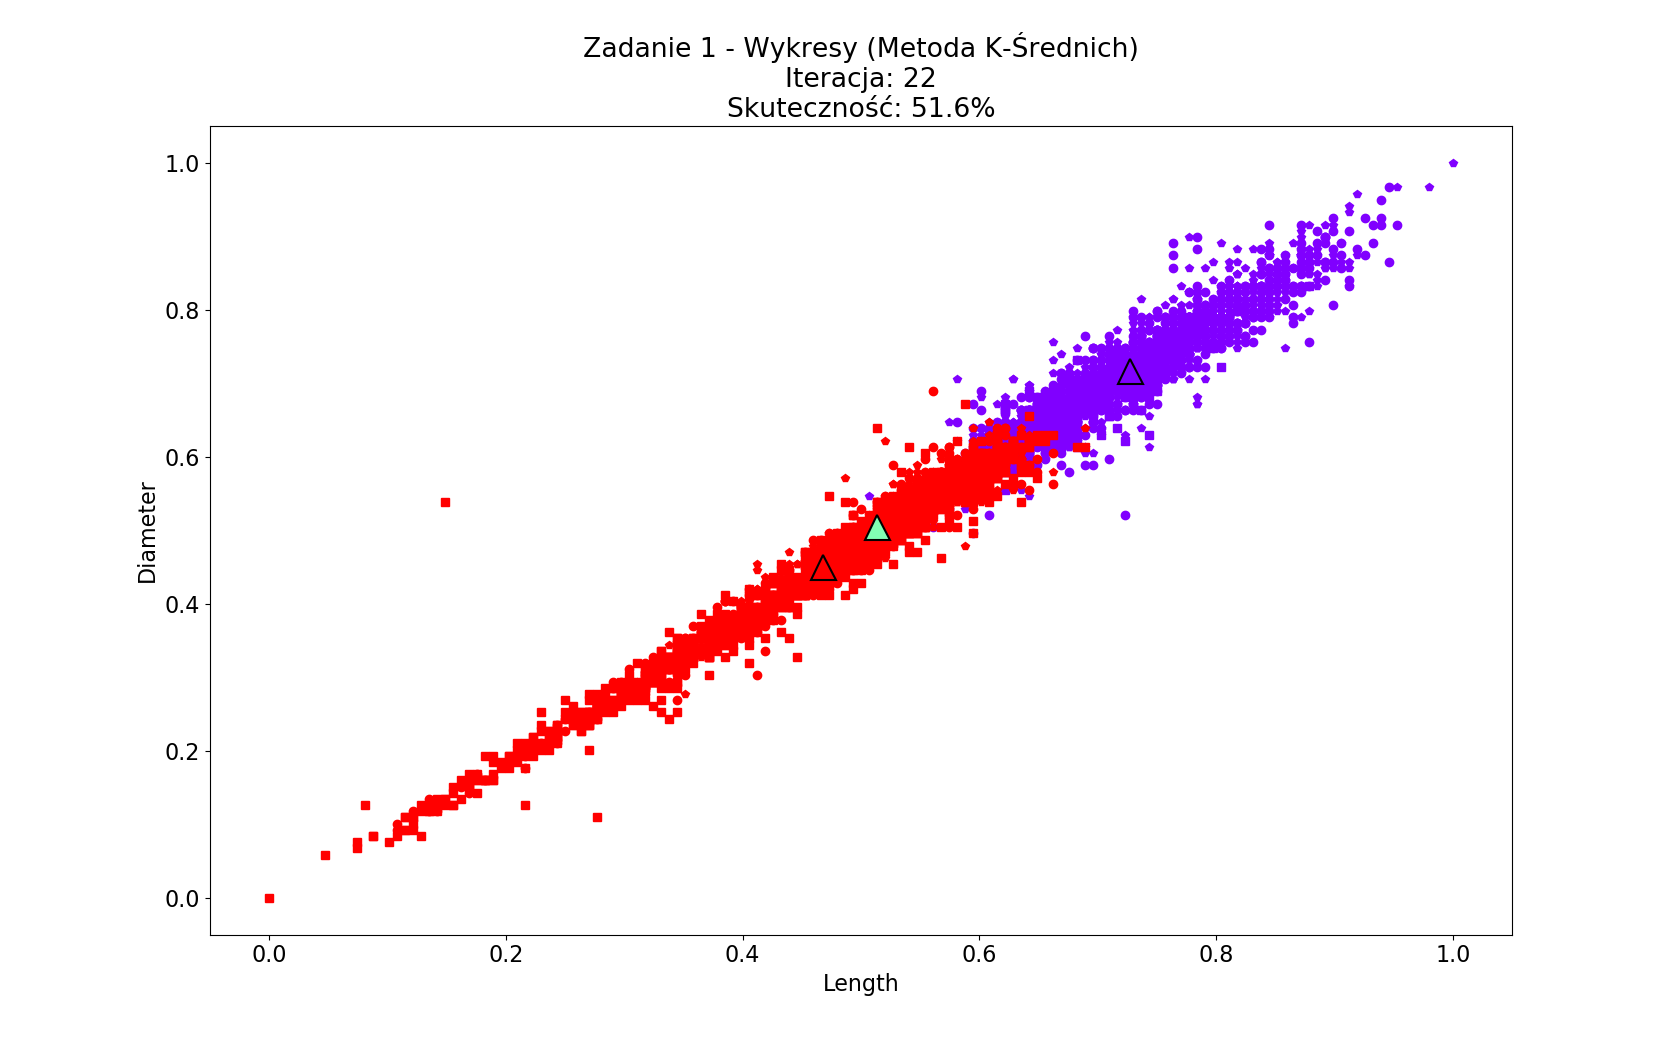 Zadanie 1 - Wykresy (Metoda K-Średnich)
Iteracja: 22
Skuteczność: 51.6%
1.0
0.8
0.6
0.4
0.2
0.0
Diameter
0.0 0.2 0.4 0.6 0.8 1.0
Length